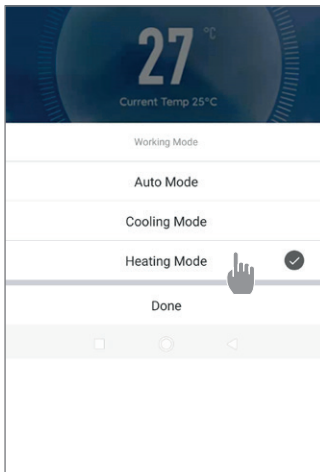 27 °C
Current Temp 25°C
Working Mode
Auto Mode
Cooling Mode
Heating Mode
Done